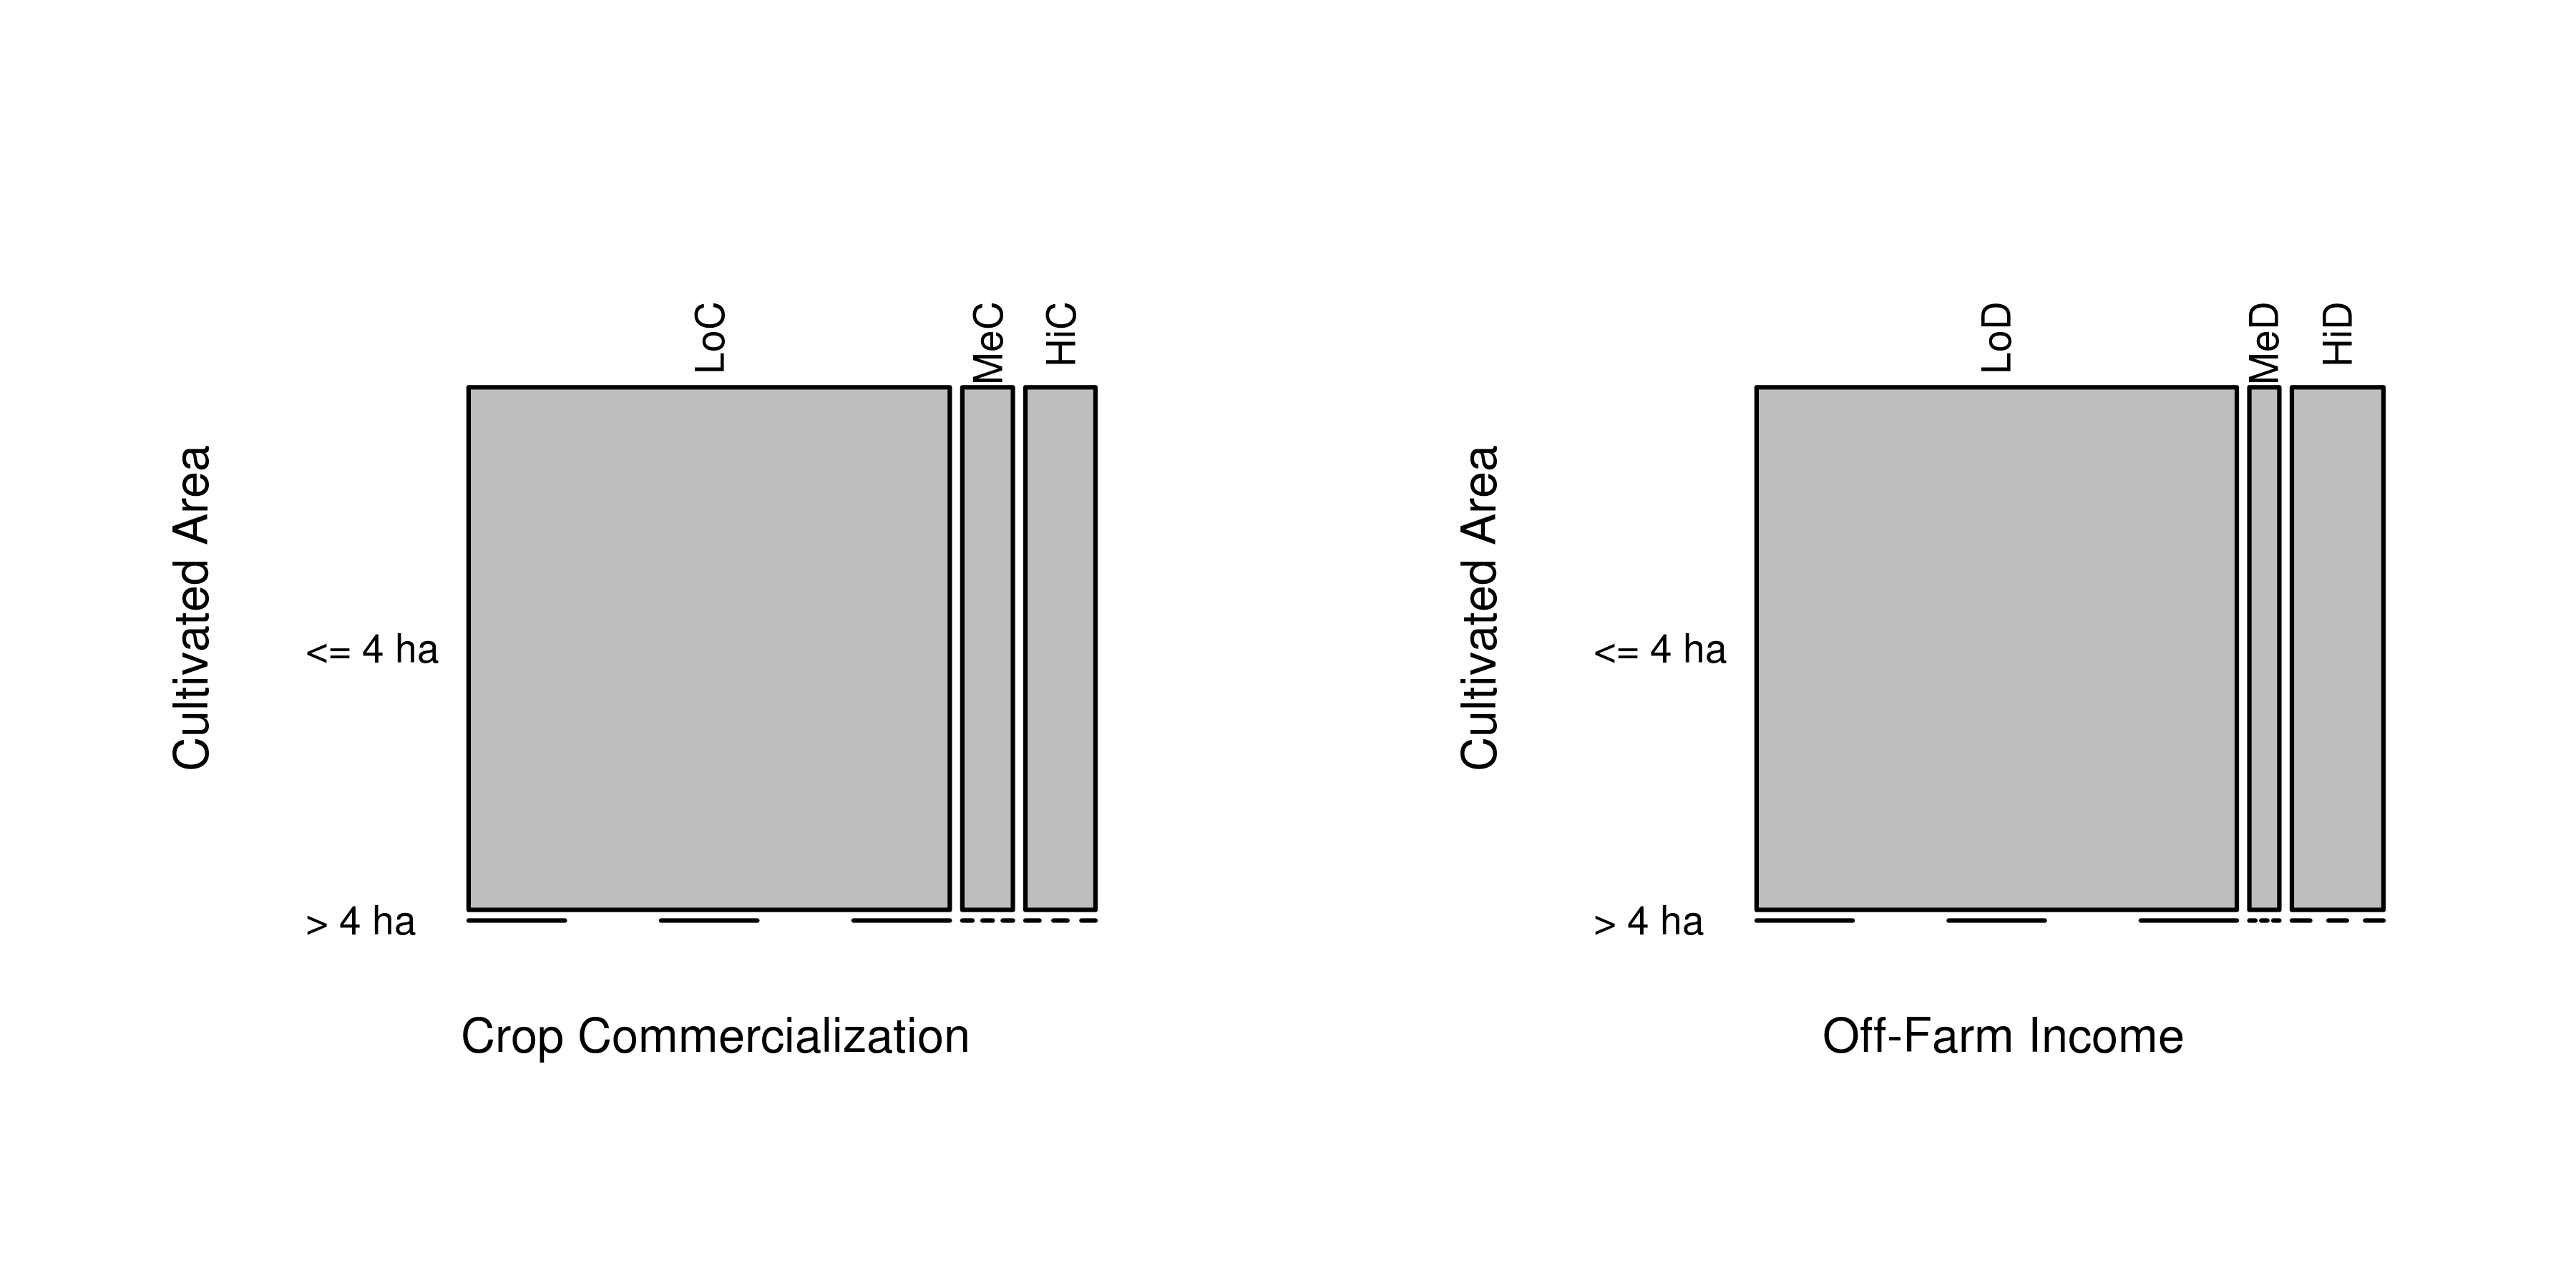 LoC
MeC
HiC
Cultivated Area
<= 4 ha
> 4 ha
Crop Commercialization
LoD
MeD
HiD
Cultivated Area
<= 4 ha
> 4 ha
Off-Farm Income